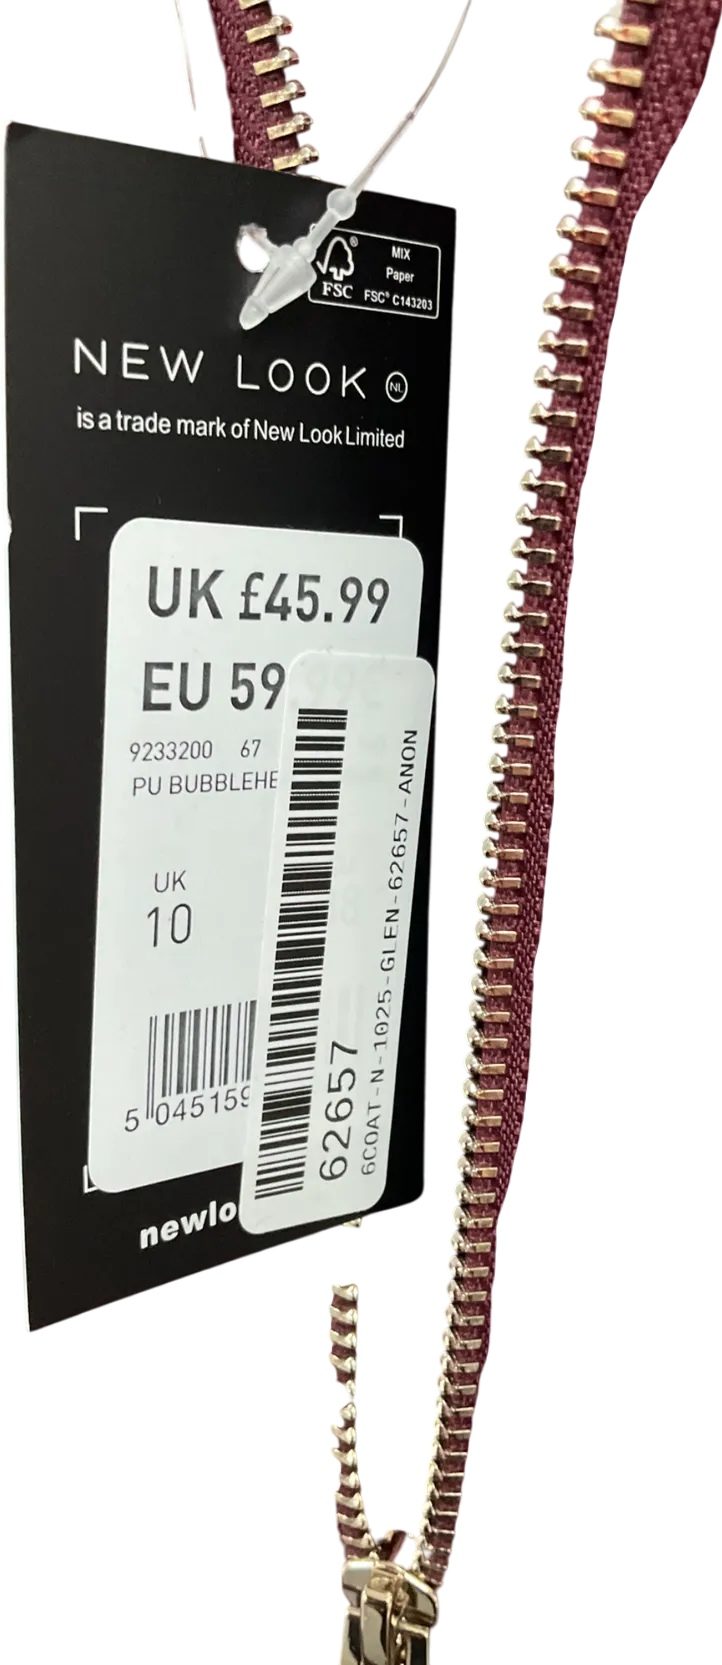 MIX
Paper
FSC® C143203
FSC
NEW LOOK NL
is a trade mark of New Look Limited
UK £45.99
EU 59
9233200 67
PU BUBBLEHE
UK
10
5 045159
newlo
62657
6COAT-N-1025-GLEN-62657-ANON